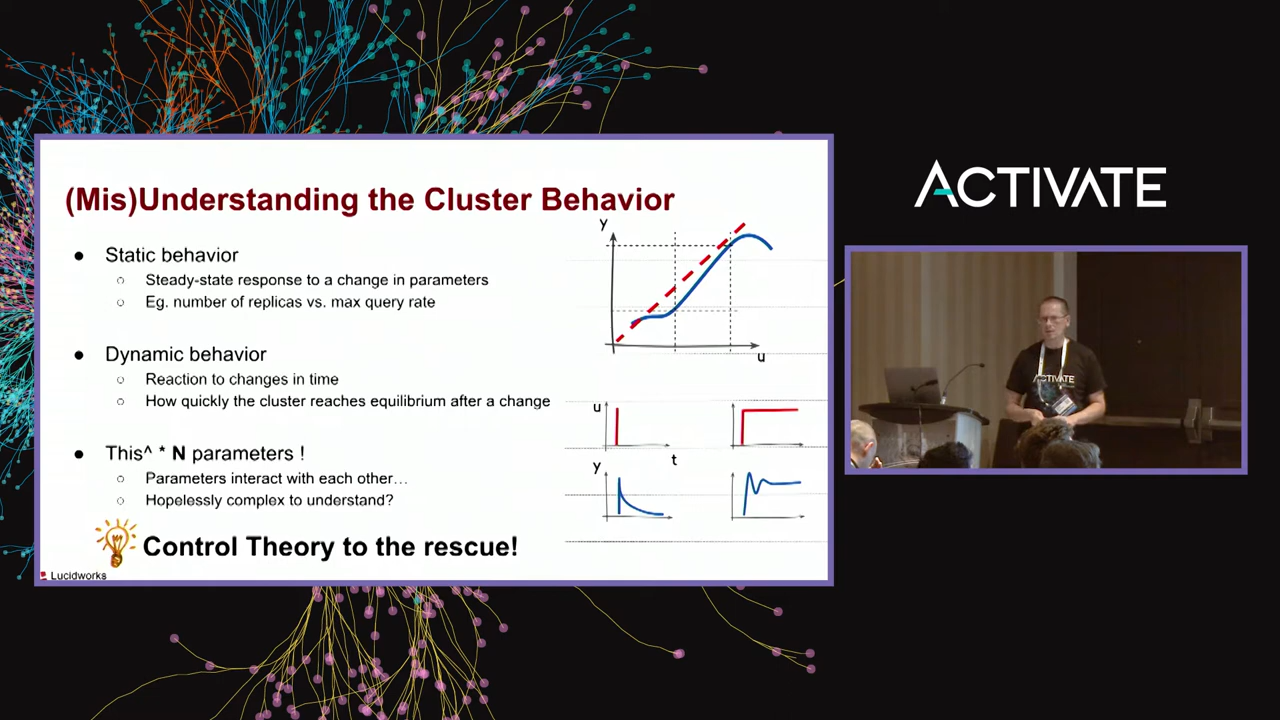 (Mis)Understanding the Cluster Behavior
● Static behavior
○ Steady-state response to a change in parameters
○ Eg. number of replicas vs. max query rate
● Dynamic behavior
○ Reaction to changes in time
○ How quickly the cluster reaches equilibrium after a change
● This^ * N parameters !
○ Parameters interact with each other…
○ Hopelessly complex to understand?
Control Theory to the rescue!
Lucidworks
y
u
u
t
y
ACTIVATE
ACTIVATE